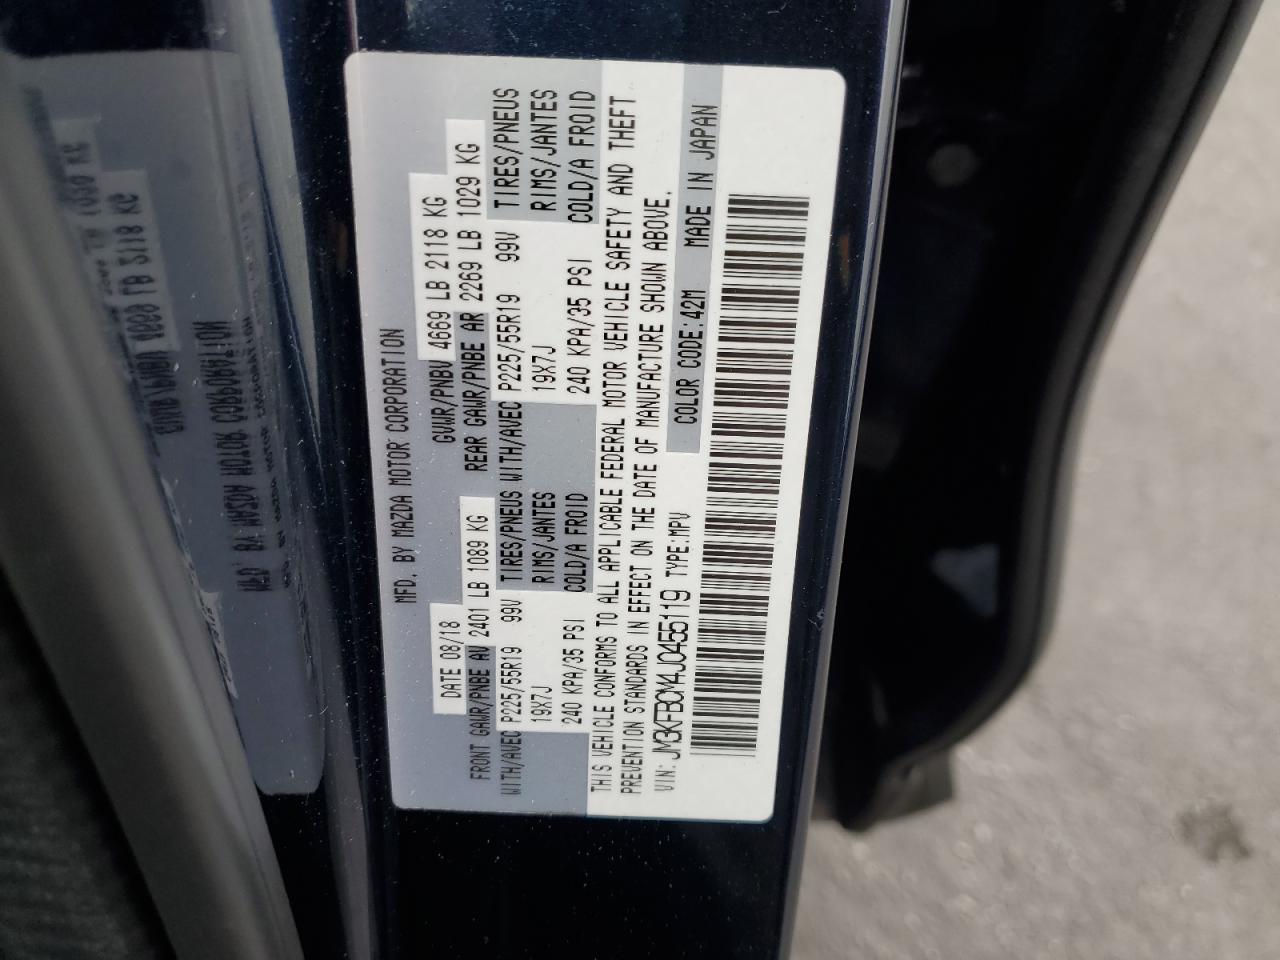 MFD. BY MAZDA MOTOR CORPORATION
DATE 08/18 GVWR/PNBV 4669 LB 2118 KG
FRONT GAWR/PNBE AV 2401 LB 1089 KG REAR GAWR/PNBE AR 2269 LB 1029 KG
WITH/AVEC P225/55R19 99V TIRES/PNEUS WITH/AVEC P225/55R19 99V TIRES/PNEUS
19X7J RIMS/JANTES 19X7J RIMS/JANTES
240 KPA/35 PSI COLD/A FROID 240 KPA/35 PSI COLD/A FROID
THIS VEHICLE CONFORMS TO ALL APPLICABLE FEDERAL MOTOR VEHICLE SAFETY AND THEFT
PREVENTION STANDARDS IN EFFECT ON THE DATE OF MANUFACTURE SHOWN ABOVE.
VIN: JM3KFBCM4J0455119 TYPE:MPV COLOR CODE:42M MADE IN JAPAN